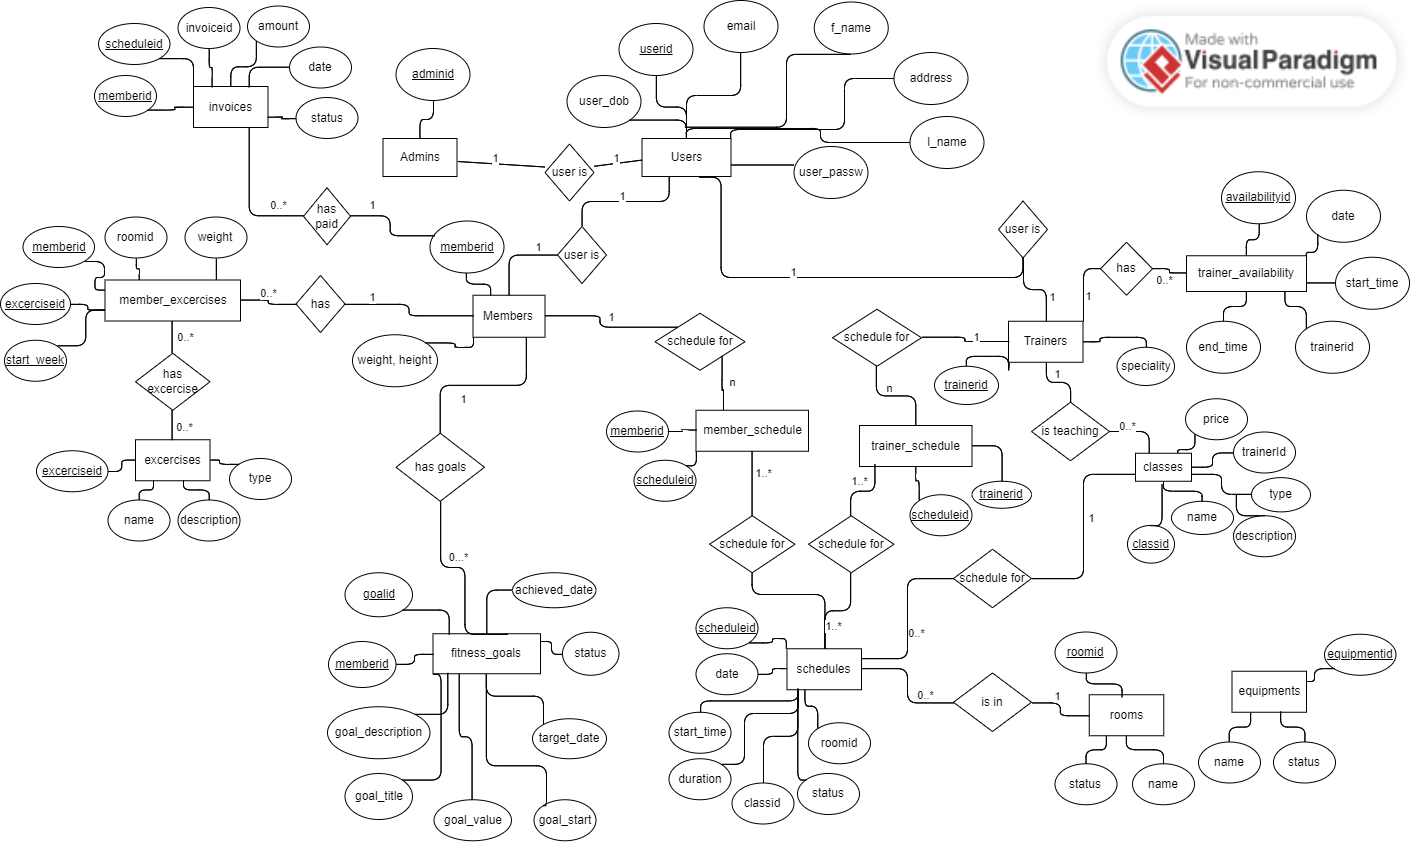 Made with
VisualParadigm
For non-commercial use
invoiceid
amount
scheduleid
date
memberid
invoices
status
adminid
Admins
1
user is
1
email
f_name
userid
address
user_dob
l_name
Users
user_passw
1
user is
1
0..*
has
paid
1
memberid
Members
weight, height
memberid
roomid
weight
member_excercises
excerciseid
start_week
0..*
has
1
0..*
has
excercise
0..*
excercises
excerciseid
type
name
description
1
has goals
0...*
goalid
achieved_date
fitness_goals
status
memberid
goal_description
target_date
goal_title
goal_value
goal_start
1
schedule for
n
memberid
member_schedule
scheduleid
1..*
schedule for
user is
1
1
Trainers
trainerid
speciality
1
schedule for
n
trainer_schedule
scheduleid
trainerid
1..*
schedule for
1..*
1
has
0..*
availabilityid
date
trainer_availability
start_time
end_time
trainerid
1
is teaching
0..*
price
trainerId
classes
type
name
description
classid
1
schedule for
0..*
scheduleid
schedules
date
start_time
roomid
duration
classid
status
0..*
is in
1
roomid
rooms
status
name
equipmentid
equipments
name
status